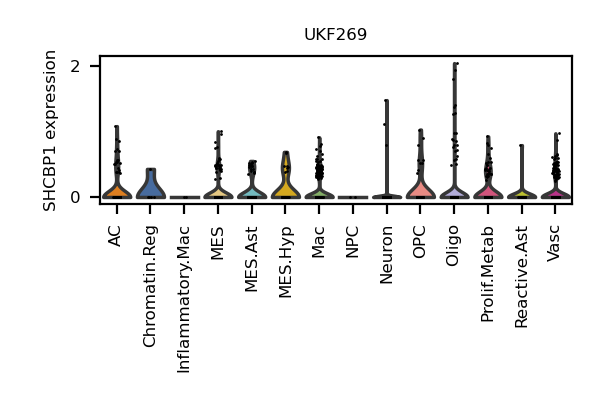 UKF269
SHCBP1 expression
2
0
AC
Chromatin.Reg
Inflammatory.Mac
MES
MES.Ast
MES.Hyp
Mac
NPC
Neuron
OPC
Oligo
Prolif.Metab
Reactive.Ast
Vasc